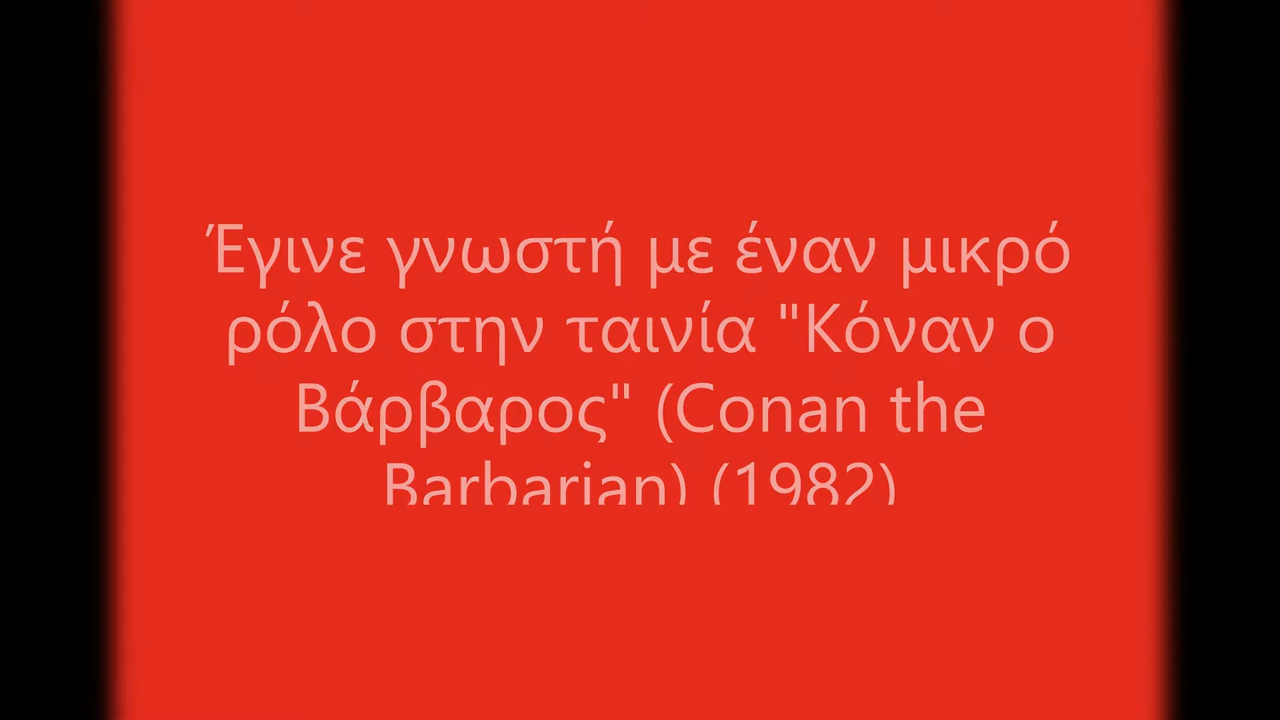 Έγινε γνωστή με έναν μικρό
ρόλο στην ταινία "Κόναν ο
Βάρβαρος" (Conan the
Barbarian) (1982)